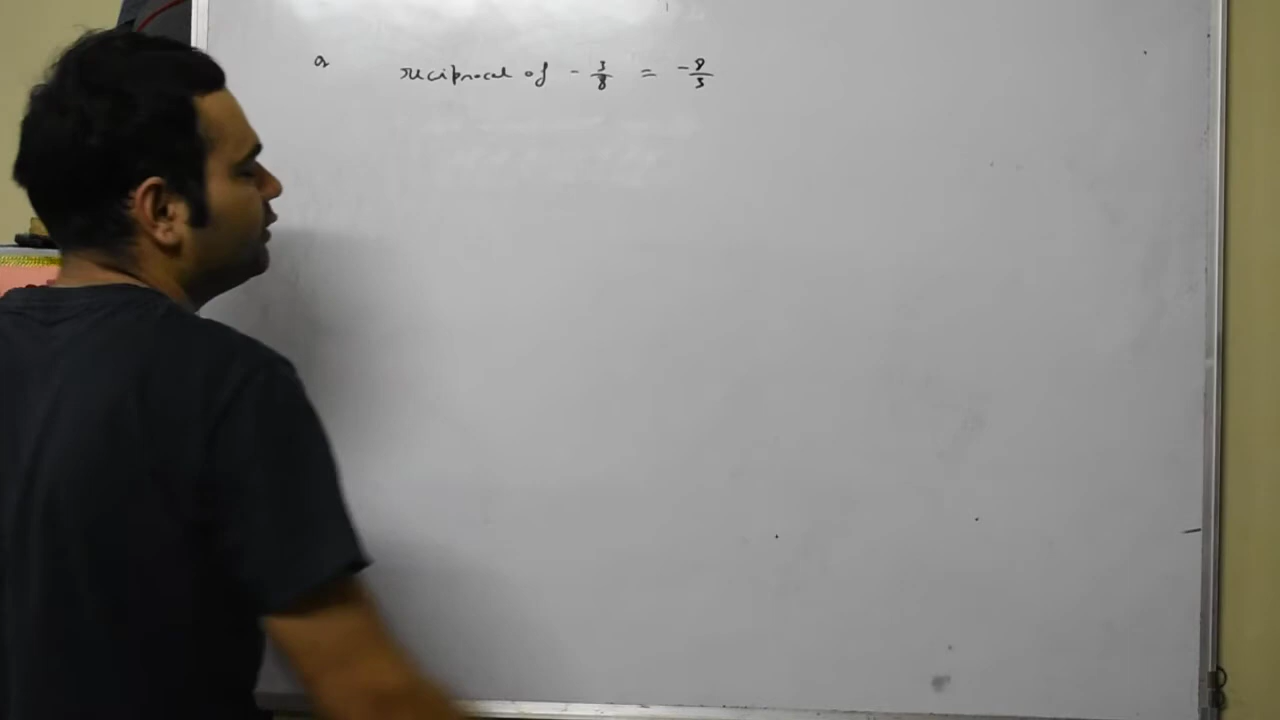 a reciprocal of - 3/8 = -8/3